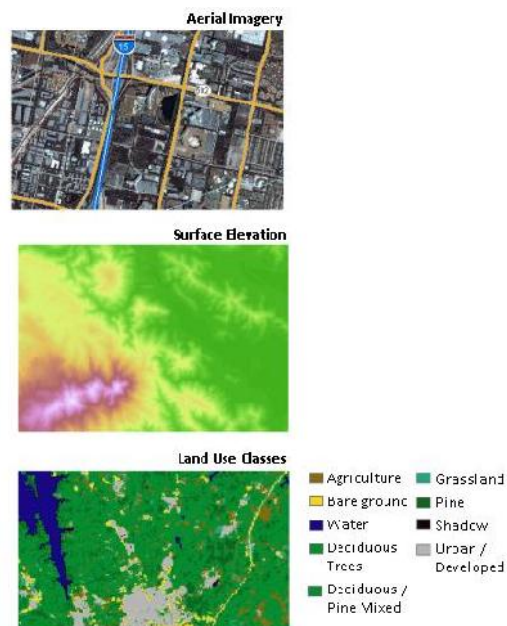 Aerial Imagery
15
Surface Elevation
Land Use Classes
Agriculture
Bare ground
Water
Deciduous
Trees
Deciduous /
Pine Mixed
Grassland
Pine
Shadow
Urban /
Developed